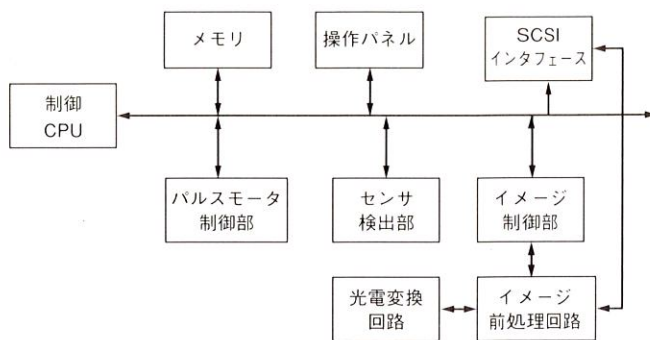 メモリ
操作パネル
SCSI
インタフェース
制御
CPU
パルスモータ
制御部
センサ
検出部
イメージ
制御部
光電変換
回路
イメージ
前処理回路